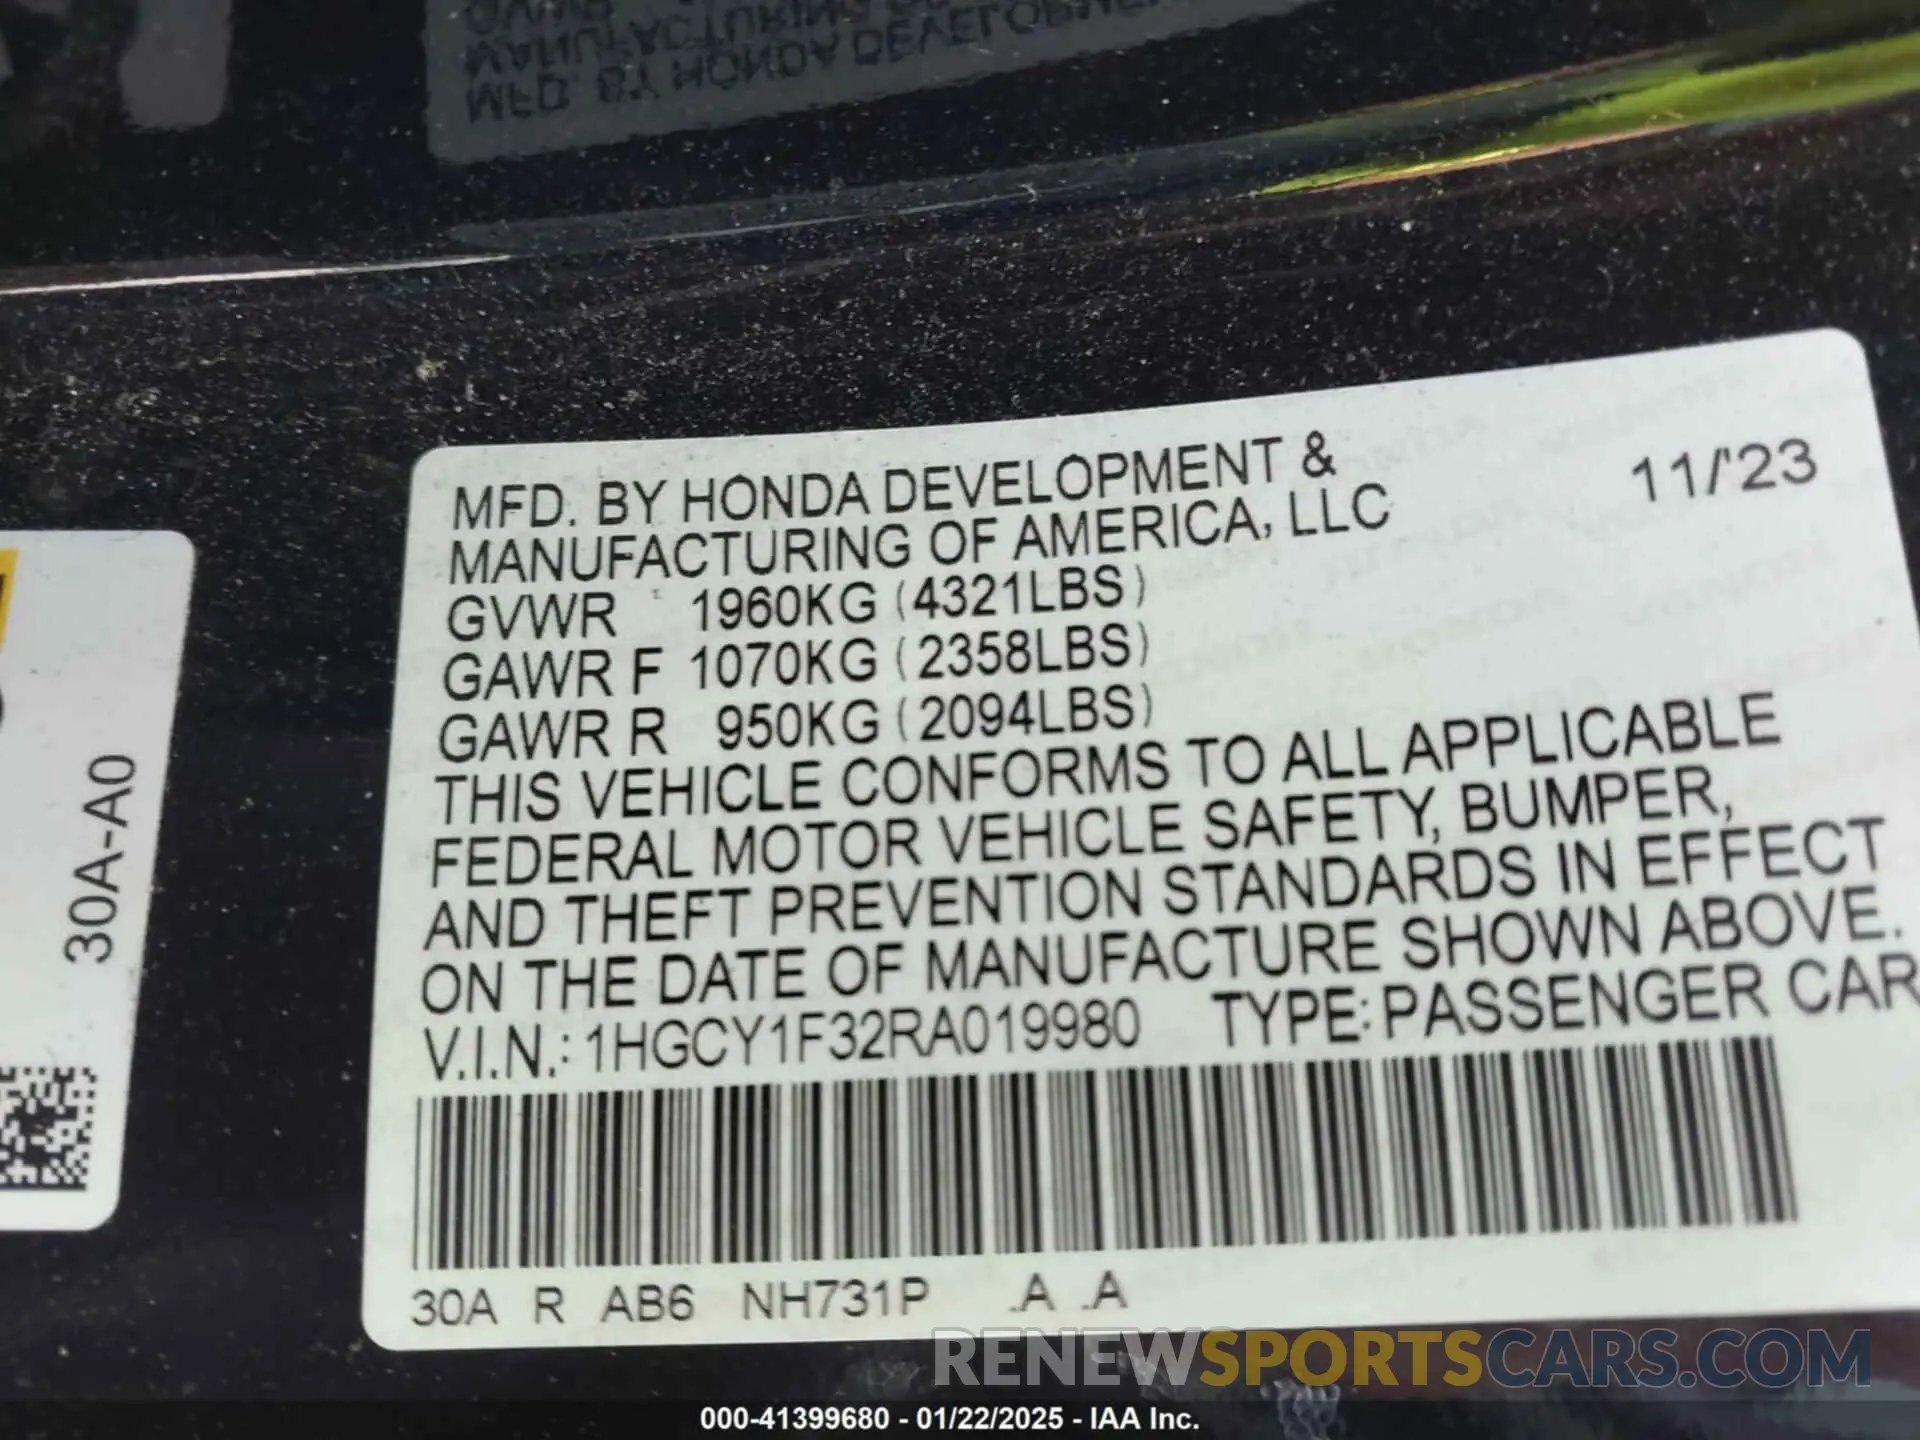 MFD. BY HONDA DEVELOPMENT &
MANUFACTURING OF AMERICA, LLC
11/'23
GVWR 1960KG (4321LBS)
GAWR F 1070KG (2358LBS)
GAWR R 950KG (2094LBS)
THIS VEHICLE CONFORMS TO ALL APPLICABLE
FEDERAL MOTOR VEHICLE SAFETY, BUMPER,
AND THEFT PREVENTION STANDARDS IN EFFECT
ON THE DATE OF MANUFACTURE SHOWN ABOVE.
V.I.N.: 1HGCY1F32RA019980 TYPE: PASSENGER CAR
30A R AB6 NH731P .A .A
30A-A0
RENEWSPORTSCARS.COM
000-41399680 - 01/22/2025 - IAA Inc.